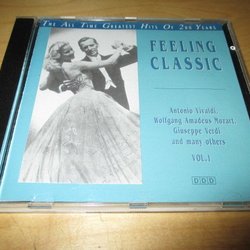 The All Time Greatest Hits Of 200 Years
FEELING
CLASSIC
Antonio Vivaldi,
Wolfgang Amadeus Mozart,
Giuseppe Verdi
and many others
VOL.1
DDD